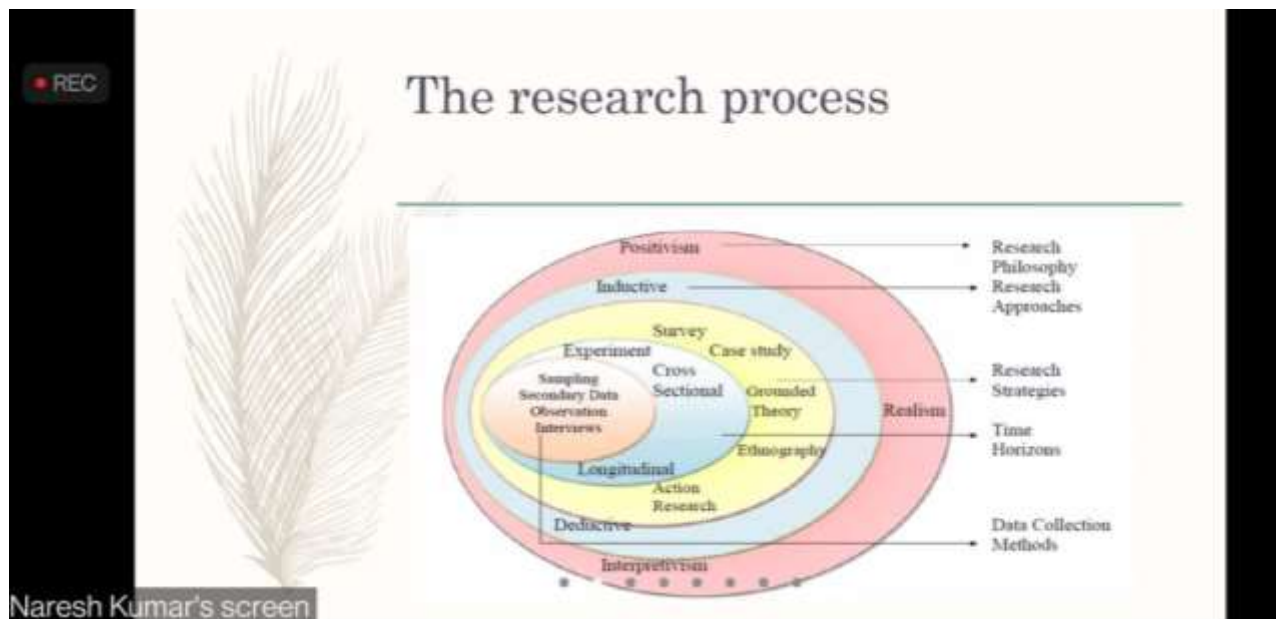 REC
The research process
Positivism
Research
Philosophy
Inductive
Research
Approaches
Survey
Experiment
Case study
Cross
Sectional
Research
Strategies
Sampling
Secondary Data
Observation
Interviews
Grounded
Theory
Realism
Time
Horizons
Ethnography
Longitudinal
Action
Research
Deductive
Data Collection
Methods
Interpretivism
Naresh Kumar's screen